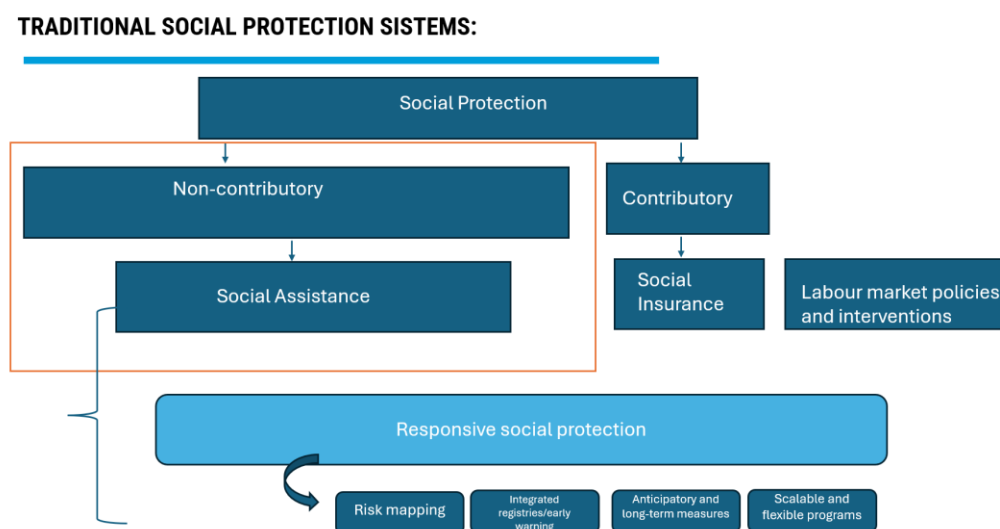 TRADITIONAL SOCIAL PROTECTION SISTEMS:
Social Protection
Non-contributory
Contributory
Social Assistance
Social
Insurance
Labour market policies
and interventions
Responsive social protection
Risk mapping
Integrated
registries/early
warning
Anticipatory and
long-term measures
Scalable and
flexible programs